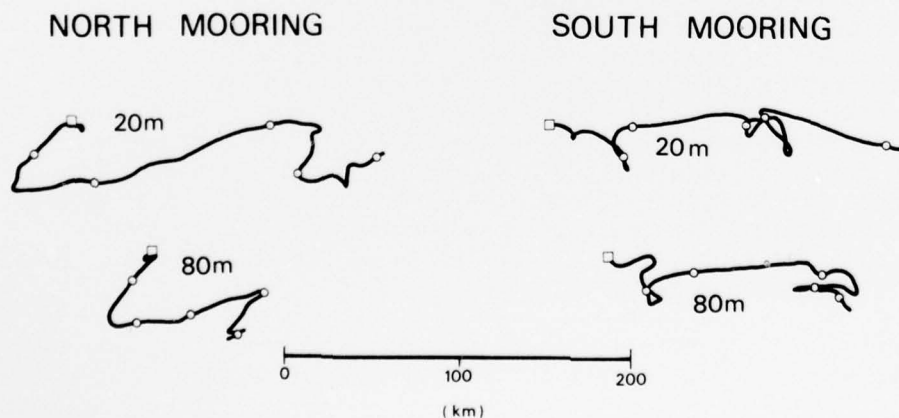 NORTH MOORING
SOUTH MOORING
20m
20m
80m
80m
0 100 200
(km)